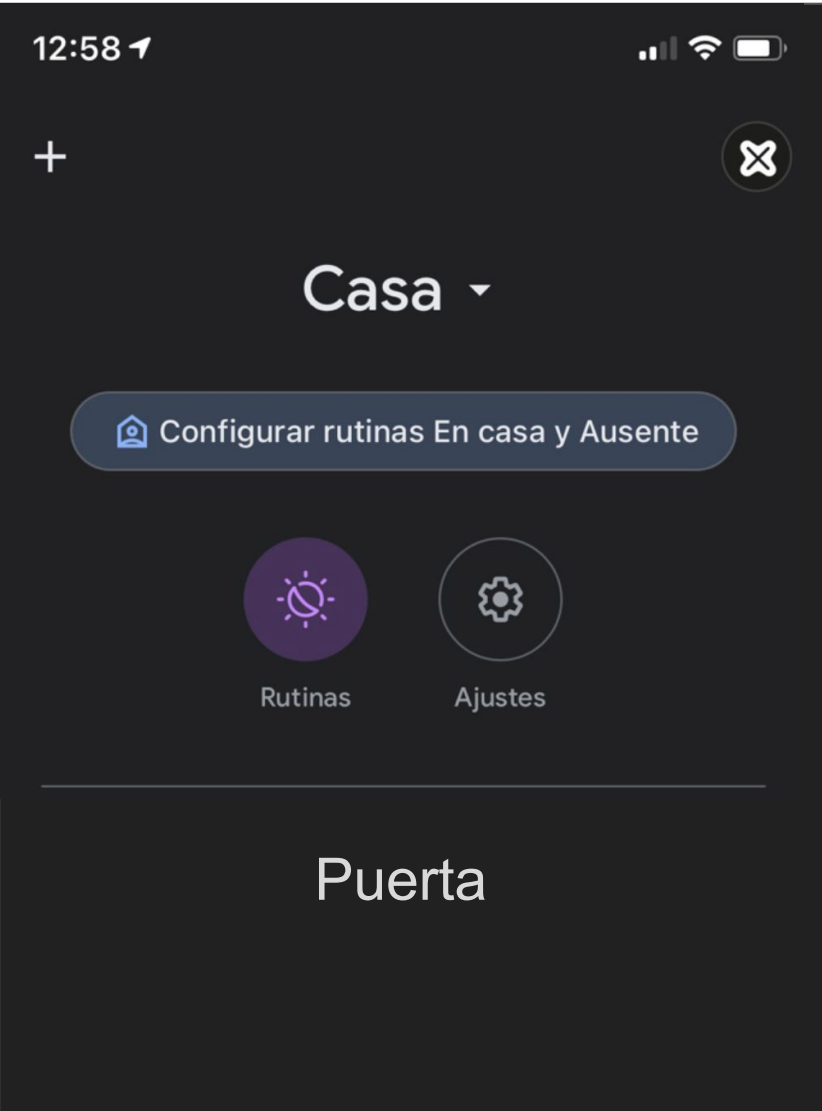 12:58
Casa
Configurar rutinas En casa y Ausente
Rutinas
Ajustes
Puerta